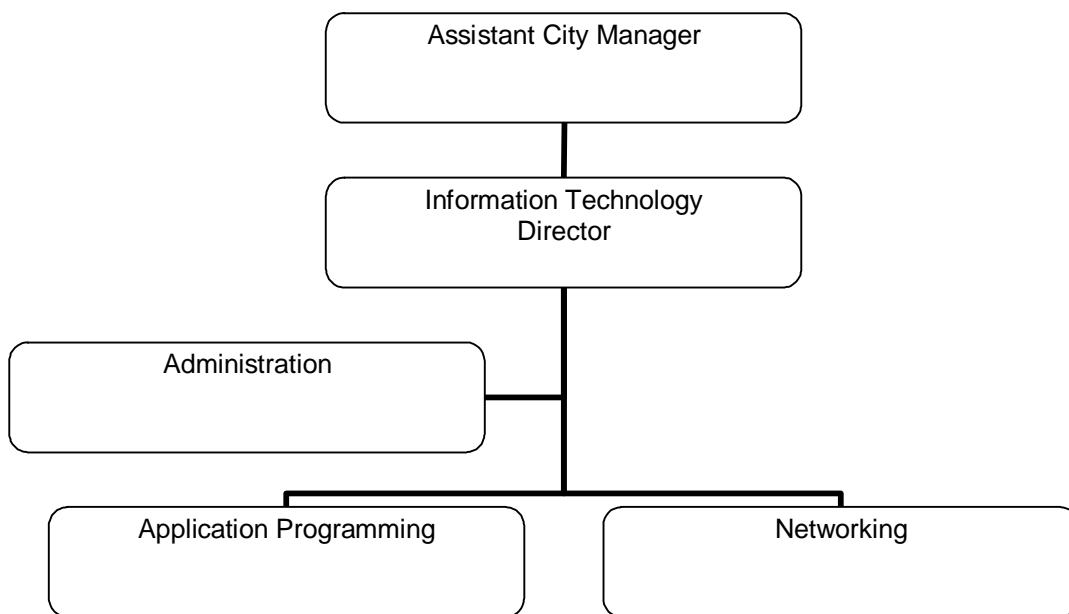 Assistant City Manager
Information Technology
Director
Administration
Application Programming
Networking